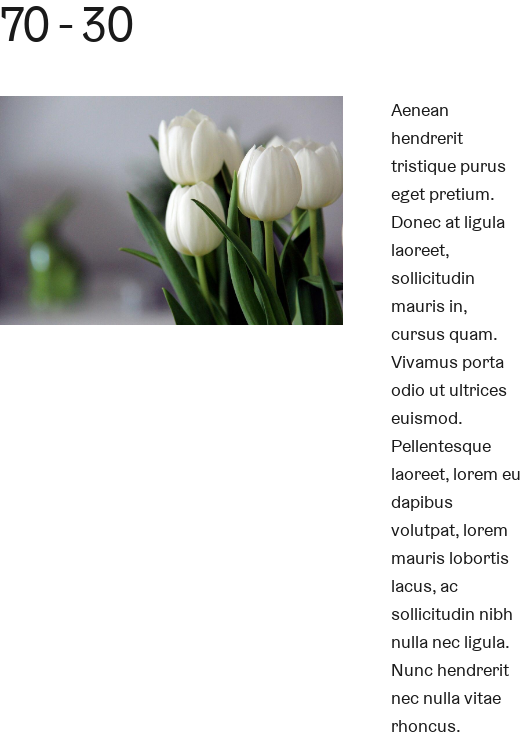 70 - 30
Aenean
hendrerit
tristique purus
eget pretium.
Donec at ligula
laoreet,
sollicitudin
mauris in,
cursus quam.
Vivamus porta
odio ut ultrices
euismod.
Pellentesque
laoreet, lorem eu
dapibus
volutpat, lorem
mauris lobortis
lacus, ac
sollicitudin nibh
nulla nec ligula.
Nunc hendrerit
nec nulla vitae
rhoncus.